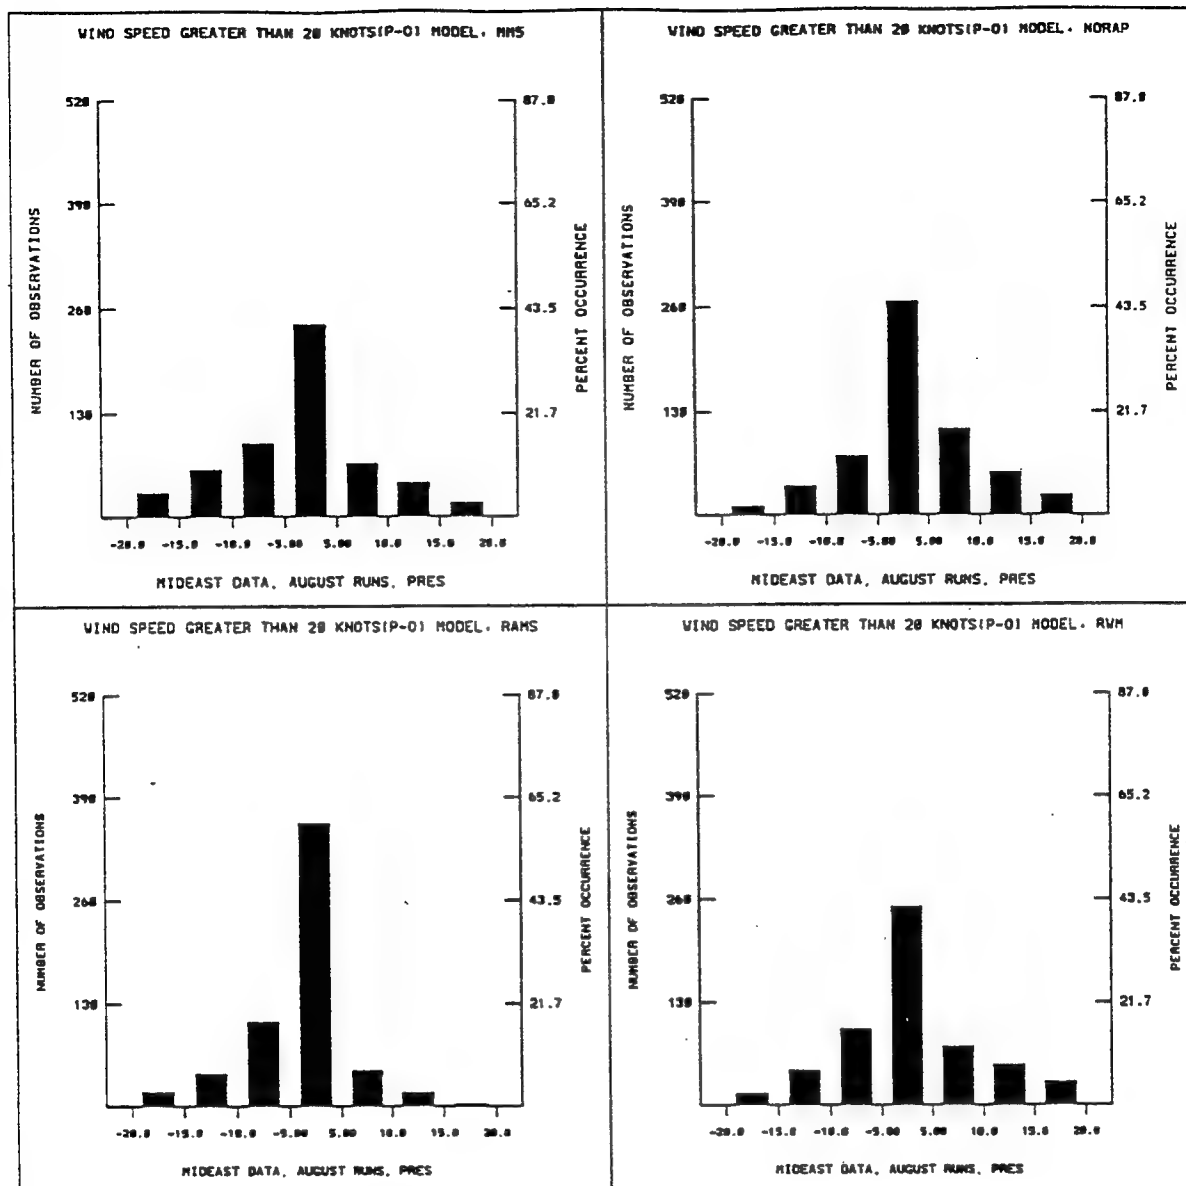 WIND SPEED GREATER THAN 20 KNOTS(P-O) MODEL. MM5
520
390
260
130
87.0
65.2
43.5
21.7
NUMBER OF OBSERVATIONS
PERCENT OCCURRENCE
-20.0 -15.0 -10.0 -5.00 5.00 10.0 15.0 20.0
MIDEAST DATA, AUGUST RUNS, PRES
WIND SPEED GREATER THAN 20 KNOTS(P-O) MODEL. NORAP
520
390
260
130
87.0
65.2
43.5
21.7
NUMBER OF OBSERVATIONS
PERCENT OCCURRENCE
-20.0 -15.0 -10.0 -5.00 5.00 10.0 15.0 20.0
MIDEAST DATA, AUGUST RUNS, PRES
WIND SPEED GREATER THAN 20 KNOTS(P-O) MODEL. RAMS
520
390
260
130
87.0
65.2
43.5
21.7
NUMBER OF OBSERVATIONS
PERCENT OCCURRENCE
-20.0 -15.0 -10.0 -5.00 5.00 10.0 15.0 20.0
MIDEAST DATA, AUGUST RUNS, PRES
WIND SPEED GREATER THAN 20 KNOTS(P-O) MODEL. RWM
520
390
260
130
87.0
65.2
43.5
21.7
NUMBER OF OBSERVATIONS
PERCENT OCCURRENCE
-20.0 -15.0 -10.0 -5.00 5.00 10.0 15.0 20.0
MIDEAST DATA, AUGUST RUNS, PRES